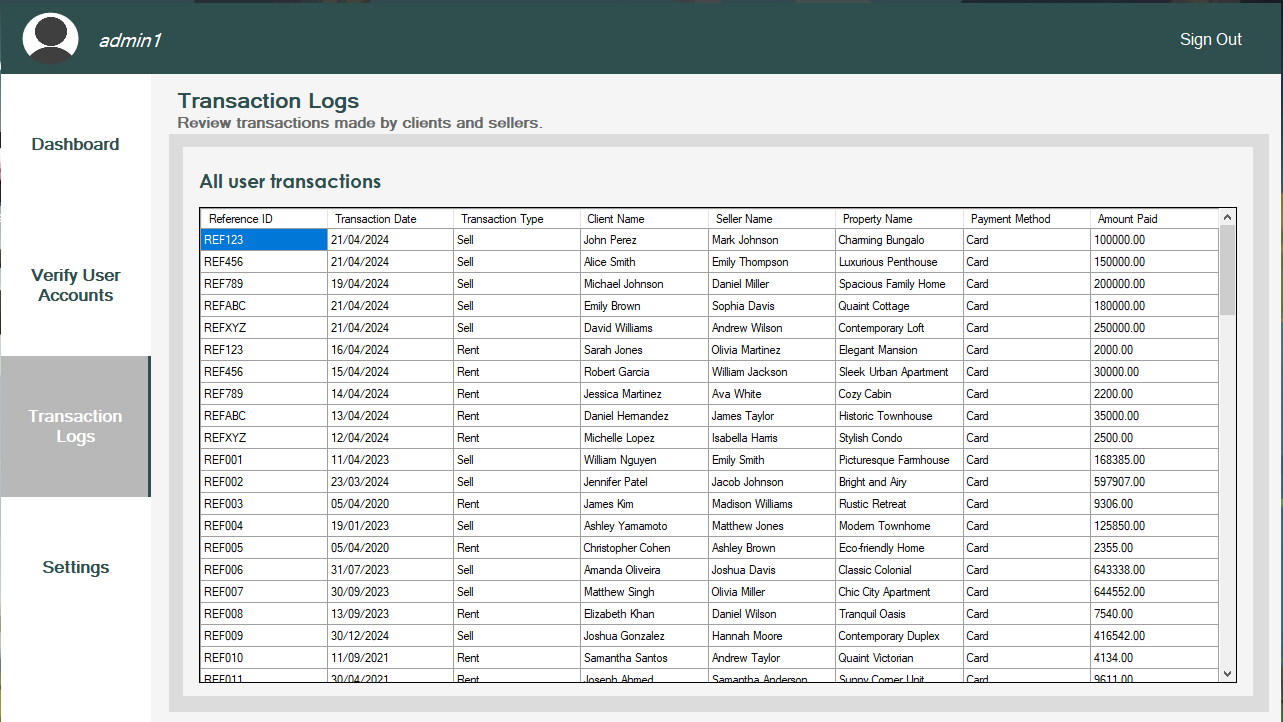 admin1
Sign Out
Dashboard
Verify User
Accounts
Transaction
Logs
Settings
Transaction Logs
Review transactions made by clients and sellers.
All user transactions
Reference ID Transaction Date Transaction Type Client Name Seller Name Property Name Payment Method Amount Paid
REF123 21/04/2024 Sell John Perez Mark Johnson Charming Bungalo Card 100000.00
REF456 21/04/2024 Sell Alice Smith Emily Thompson Luxurious Penthouse Card 150000.00
REF789 19/04/2024 Sell Michael Johnson Daniel Miller Spacious Family Home Card 200000.00
REFABC 21/04/2024 Sell Emily Brown Sophia Davis Quaint Cottage Card 180000.00
REFXYZ 21/04/2024 Sell David Williams Andrew Wilson Contemporary Loft Card 250000.00
REF123 16/04/2024 Rent Sarah Jones Olivia Martinez Elegant Mansion Card 2000.00
REF456 15/04/2024 Rent Robert Garcia William Jackson Sleek Urban Apartment Card 30000.00
REF789 14/04/2024 Rent Jessica Martinez Ava White Cozy Cabin Card 2200.00
REFABC 13/04/2024 Rent Daniel Hernandez James Taylor Historic Townhouse Card 35000.00
REFXYZ 12/04/2024 Rent Michelle Lopez Isabella Harris Stylish Condo Card 2500.00
REF001 11/04/2023 Sell William Nguyen Emily Smith Picturesque Farmhouse Card 168385.00
REF002 23/03/2024 Sell Jennifer Patel Jacob Johnson Bright and Airy Card 597907.00
REF003 05/04/2020 Rent James Kim Madison Williams Rustic Retreat Card 9306.00
REF004 19/01/2023 Sell Ashley Yamamoto Matthew Jones Modern Townhome Card 125850.00
REF005 05/04/2020 Rent Christopher Cohen Ashley Brown Eco-friendly Home Card 2355.00
REF006 31/07/2023 Sell Amanda Oliveira Joshua Davis Classic Colonial Card 643338.00
REF007 30/09/2023 Sell Matthew Singh Olivia Miller Chic City Apartment Card 644552.00
REF008 13/09/2023 Rent Elizabeth Khan Daniel Wilson Tranquil Oasis Card 7540.00
REF009 30/12/2024 Sell Joshua Gonzalez Hannah Moore Contemporary Duplex Card 416542.00
REF010 11/09/2021 Rent Samantha Santos Andrew Taylor Quaint Victorian Card 4134.00
REF011 30/04/2021 Rent Joseph Ahmed Samantha Anderson Sunny Corner Unit Card 9611.00